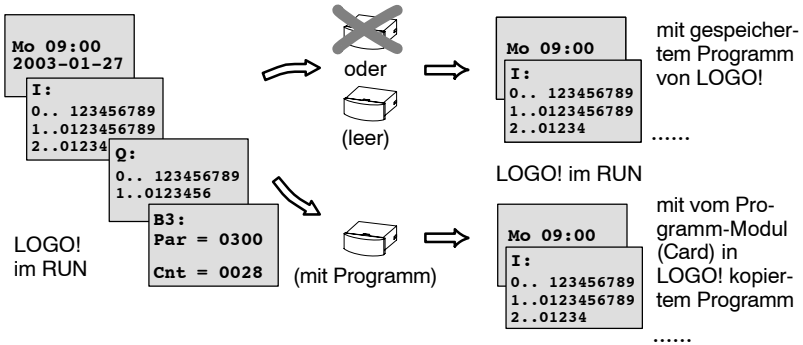 Mo 09:00
2003-01-27
I:
0.. 123456789
1..0123456789
2..01234
Q:
0.. 123456789
1..0123456
B3:
Par = 0300
Cnt = 0028
LOGO!
im RUN
oder
(leer)
(mit Programm)
Mo 09:00
I:
0.. 123456789
1..0123456789
2..01234
......
mit gespeicher-
tem Programm
von LOGO!
LOGO! im RUN
Mo 09:00
I:
0.. 123456789
1..0123456789
2..01234
......
mit vom Pro-
gramm-Modul
(Card) in
LOGO! kopier-
tem Programm